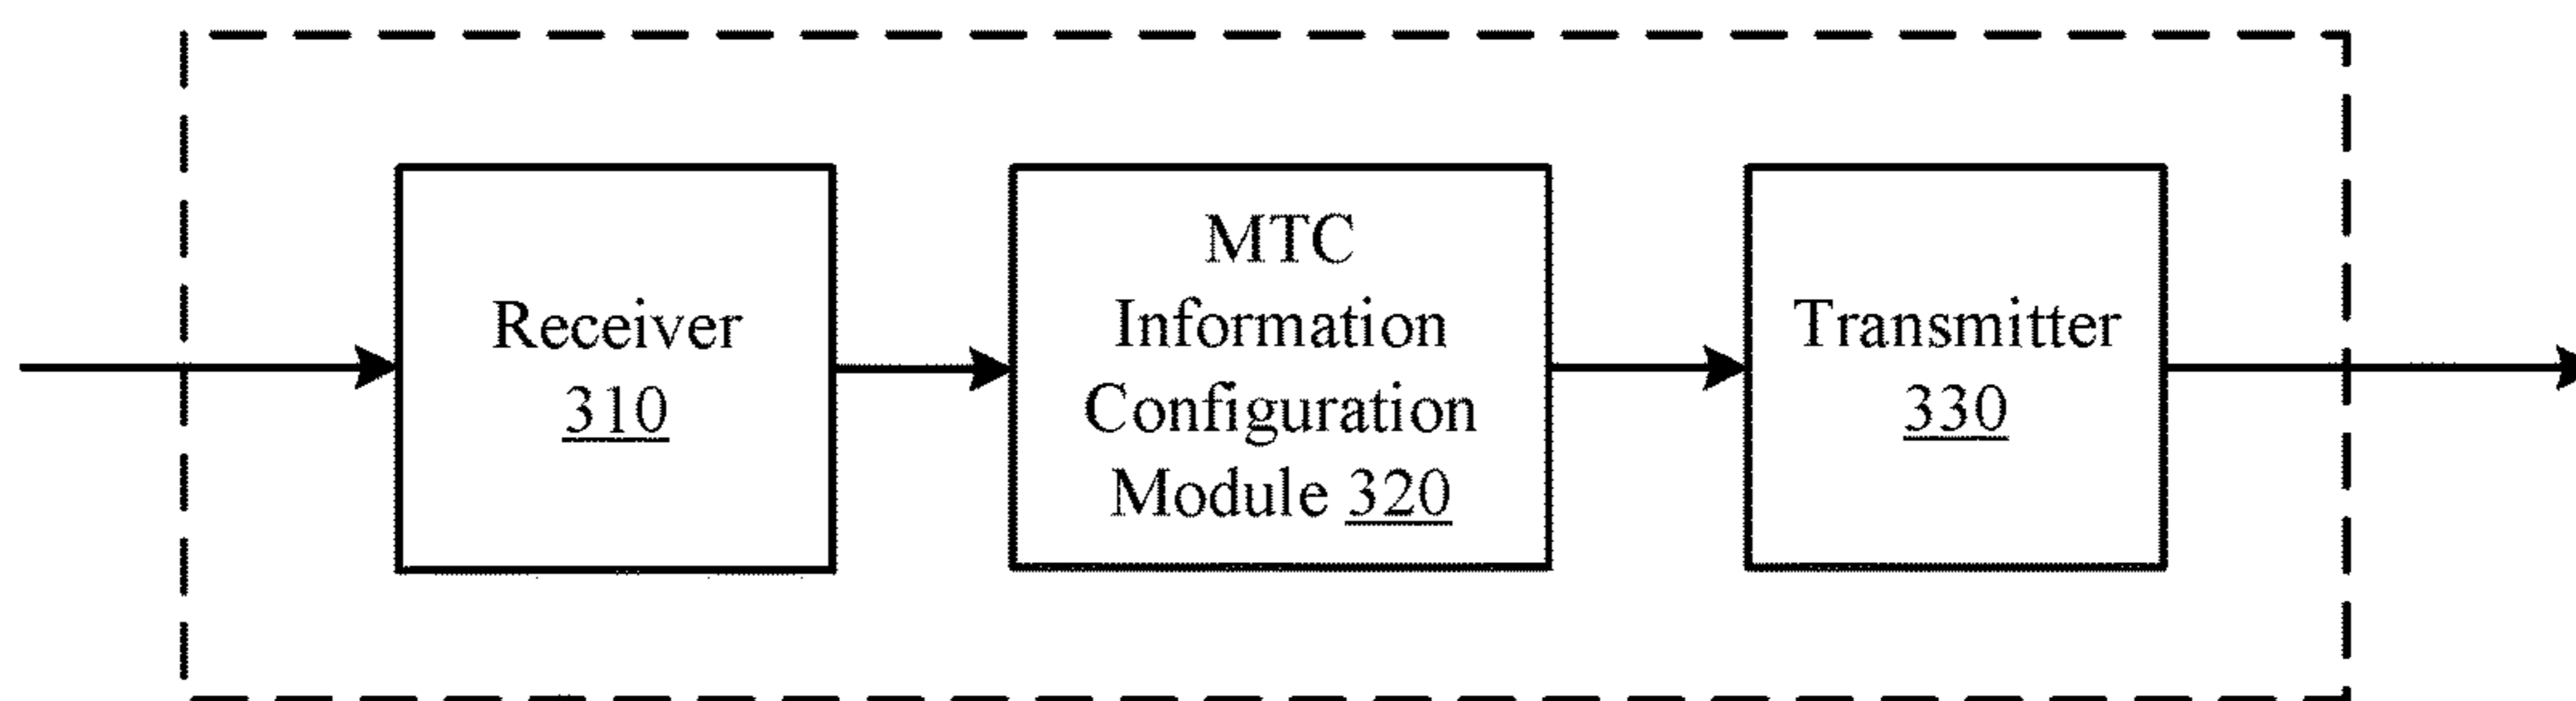 Receiver
310
MTC
Information
Configuration
Module 320
Transmitter
330